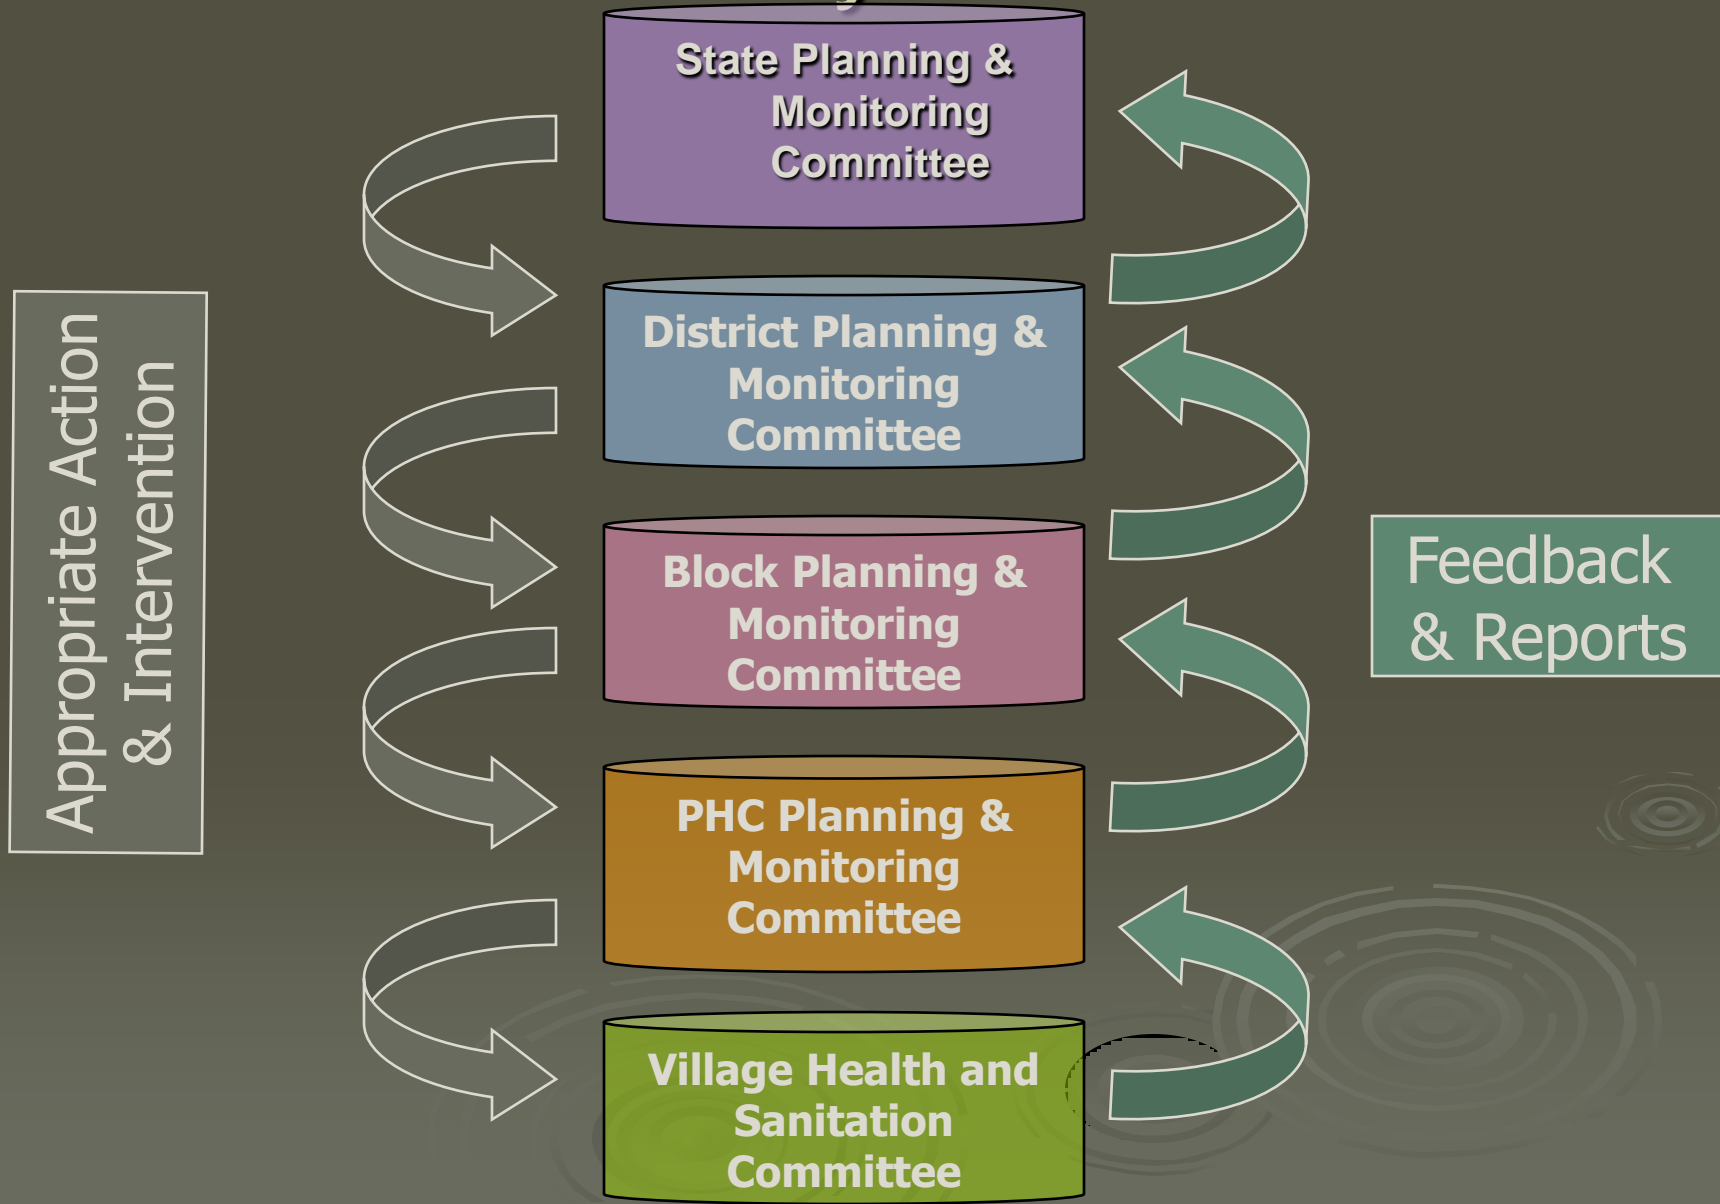 State Planning &
Monitoring
Committee
District Planning &
Monitoring
Committee
Block Planning &
Monitoring
Committee
PHC Planning &
Monitoring
Committee
Village Health and
Sanitation
Committee
Appropriate Action
& Intervention
Feedback
& Reports